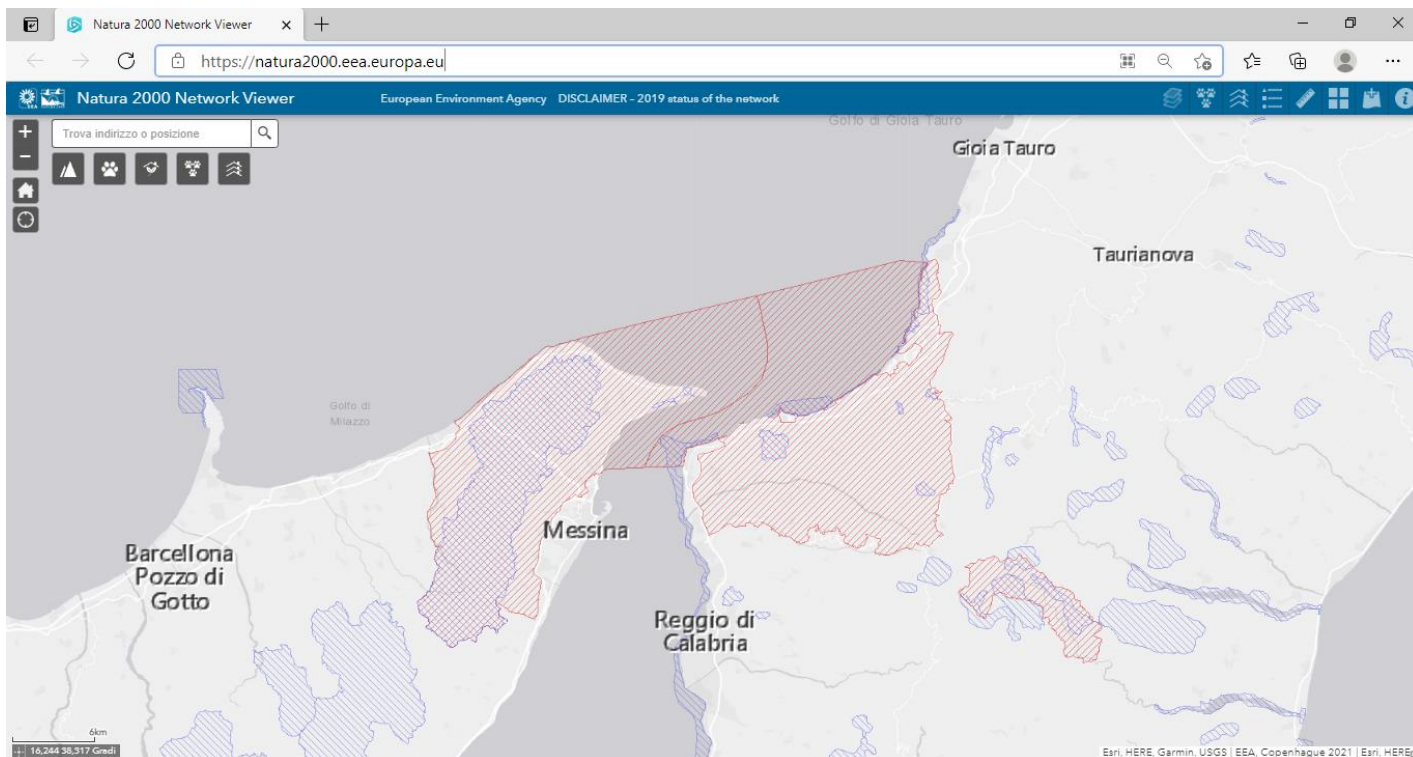 Natura 2000 Network Viewer
https://natura2000.eea.europa.eu
Natura 2000 Network Viewer
European Environment Agency DISCLAIMER - 2019 status of the network
Trova indirizzo o posizione
Golfo di Gioia Tauro
Gioia Tauro
Taurianova
Golfo di
Milazzo
Messina
Barcellona
Pozzo di
Gotto
Reggio di
Calabria
6km
16,244 38,317 Gradi
Esri, HERE, Garmin, USGS | EEA, Copenhague 2021 | Esri, HERE